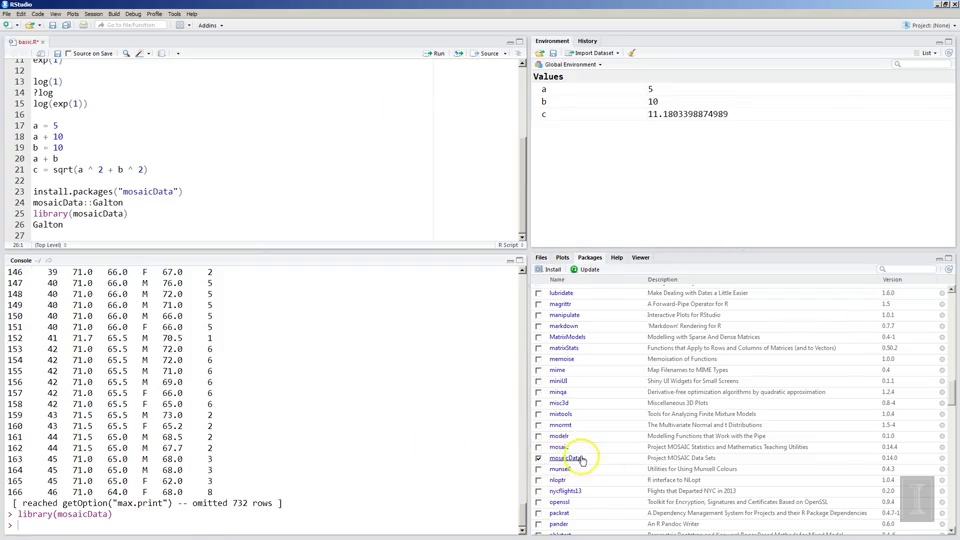 RStudio
File Edit Code View Plots Session Build Debug Profile Tools Help
Go to file/function Addins
Project: (None)
basic.R*
Source on Save Run Source
11 exp(1)
12
13 log(1)
14 ?log
15 log(exp(1))
16
17 a = 5
18 a + 10
19 b = 10
20 a + b
21 c = sqrt(a ^ 2 + b ^ 2)
22
23 install.packages("mosaicData")
24 mosaicData::Galton
25 library(mosaicData)
26 Galton
27
26:1 (Top Level) R Script
Console ~/
146 39 71.0 66.0 F 67.0 2
147 40 71.0 66.0 M 76.0 5
148 40 71.0 66.0 M 72.0 5
149 40 71.0 66.0 M 71.0 5
150 40 71.0 66.0 M 66.0 5
151 40 71.0 66.0 F 66.0 5
152 41 71.7 65.5 M 70.5 1
153 42 71.0 65.5 M 72.0 6
154 42 71.0 65.5 M 72.0 6
155 42 71.0 65.5 M 71.0 6
156 42 71.0 65.5 M 69.0 6
157 42 71.0 65.5 F 66.0 6
158 42 71.0 65.5 F 65.0 6
159 43 71.5 65.5 M 73.0 2
160 43 71.5 65.5 F 65.2 2
161 44 71.5 65.5 M 68.5 2
162 44 71.5 65.5 M 67.7 2
163 45 71.5 65.0 M 68.0 3
164 45 71.5 65.0 M 68.0 3
165 45 71.5 65.0 F 62.0 3
166 46 71.5 64.0 F 68.0 8
[ reached getOption("max.print") -- omitted 732 rows ]
> library(mosaicData)
>
Environment History
Import Dataset List
Global Environment
Values
a 5
b 10
c 11.1803398874989
Files Plots Packages Help Viewer
Install Update
Name Description Version
lubridate Make Dealing with Dates a Little Easier 1.6.0
magrittr A Forward-Pipe Operator for R 1.5
manipulate Interactive Plots for RStudio
markdown 'Markdown' Rendering for R 0.7.7
MatrixModels Modelling with Sparse And Dense Matrices 0.4-1
matrixStats Functions that Apply to Rows and Columns of Matrices (and to Vectors) 0.50.2
memoise Memoisation of Functions 1.0.0
mime Map Filenames to MIME Types 0.4
miniUI Shiny UI Widgets for Small Screens 0.1.1
minqa Derivative-free optimization algorithms by quadratic approximation 1.2.4
misc3d Miscellaneous 3D Plots 0.8-4
mixtools Tools for Analyzing Finite Mixture Models 1.0.4
mnormt The Multivariate Normal and t Distributions 1.5-4
modelr Modelling Functions that Work with the Pipe 0.1.0
mosaic Project MOSAIC Statistics and Mathematics Teaching Utilities 0.14.4
mosaicData Project MOSAIC Data Sets 0.14.0
munsell Utilities for Using Munsell Colours 0.4.3
nloptr R interface to NLopt 1.0.4
nycflights13 Flights that Departed NYC in 2013 0.2.0
openssl Toolkit for Encryption, Signatures and Certificates Based on OpenSSL 0.9.4
packrat A Dependency Management System for Projects and their R Package Dependencies 0.4.7-1
pander An R Pandoc Writer 0.6.0